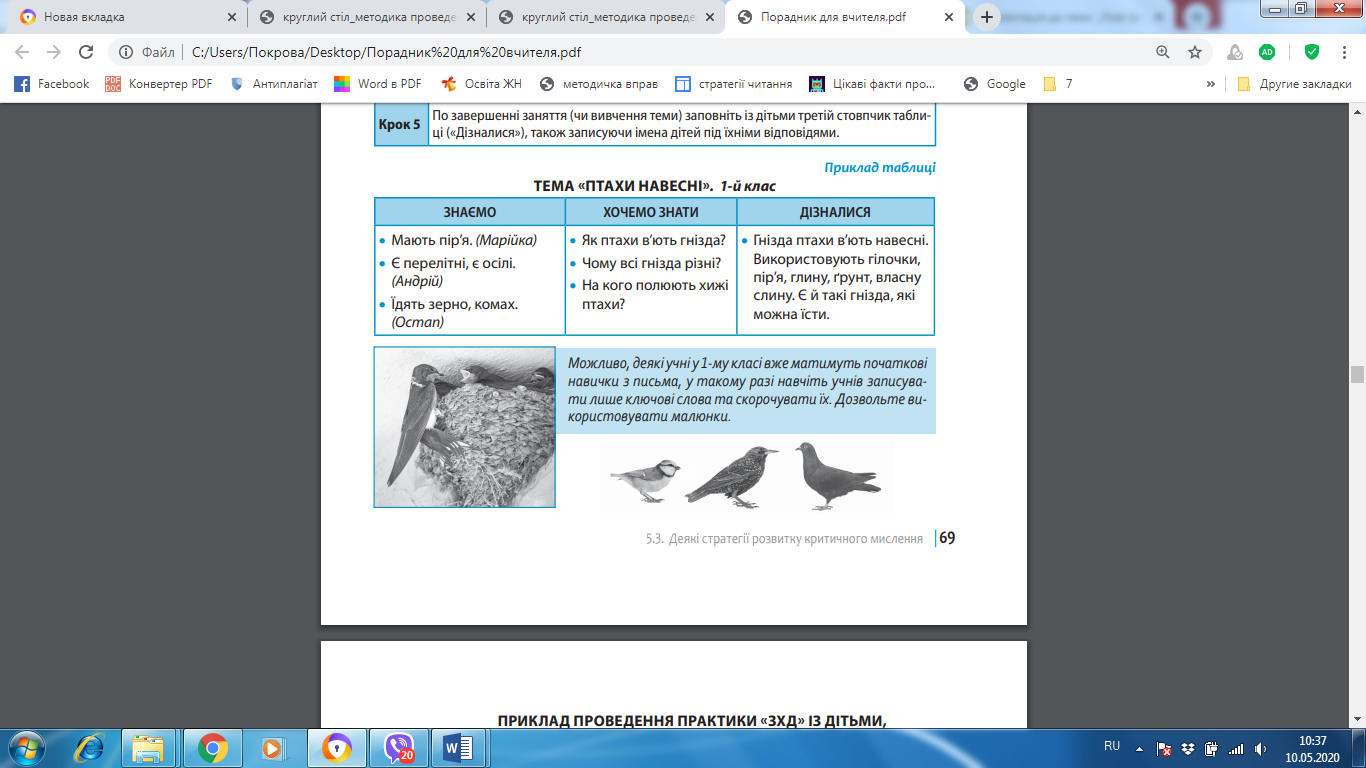 Новая вкладка
круглий стіл_методика проведе
круглий стіл_методика проведе
Порадник для вчителя.pdf
Файл
C:/Users/Покрова/Desktop/Порадник%20для%20вчителя.pdf
AD
Facebook
PDF DOC
Конвертер PDF
Антиплагіат
Word в PDF
Освіта ЖН
методичка вправ
стратегії читання
Цікаві факти про...
Google
7
»
Другие закладки
Крок 5
По завершенні заняття (чи вивчення теми) заповніть із дітьми третій стовпчик табли-
ці («Дізналися»), також записуючи імена дітей під їхніми відповідями.
Приклад таблиці
ТЕМА «ПТАХИ НАВЕСНІ». 1-й клас
ЗНАЄМО
• Мають пір’я. (Марійка)
• Є перелітні, є осілі.
(Андрій)
• Їдять зерно, комах.
(Остап)
ХОЧЕМО ЗНАТИ
• Як птахи в’ють гнізда?
• Чому всі гнізда різні?
• На кого полюють хижі
птахи?
ДІЗНАЛИСЯ
• Гнізда птахи в’ють навесні.
Використовують гілочки,
пір’я, глину, ґрунт, власну
слину. Є й такі гнізда, які
можна їсти.
Можливо, деякі учні у 1-му класі вже матимуть початкові
навички з письма, у такому разі навчіть учнів записува-
ти лише ключові слова та скорочувати їх. Дозвольте ви-
користовувати малюнки.
5.3. Деякі стратегії розвитку критичного мислення
69
ПРИКЛАД ПРОВЕДЕННЯ ПРАКТИКИ «ЗХД» ІЗ ДІТЬМИ,
20
W
RU
10:37
10.05.2020